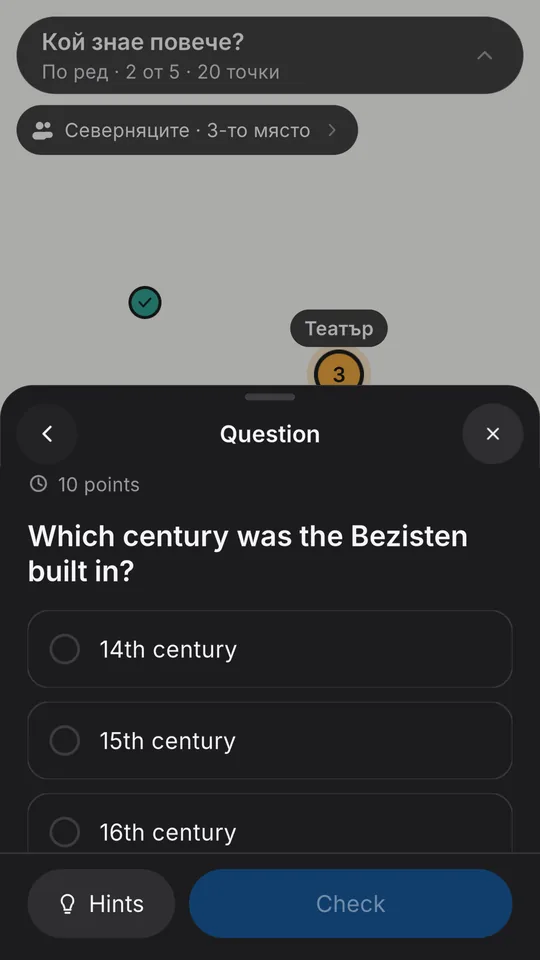 Кой знае повече?
По ред · 2 от 5 · 20 точки
Северняците · 3-то място
Театър
3
Question
10 points
Which century was the Bezisten
built in?
14th century
15th century
16th century
Hints
Check